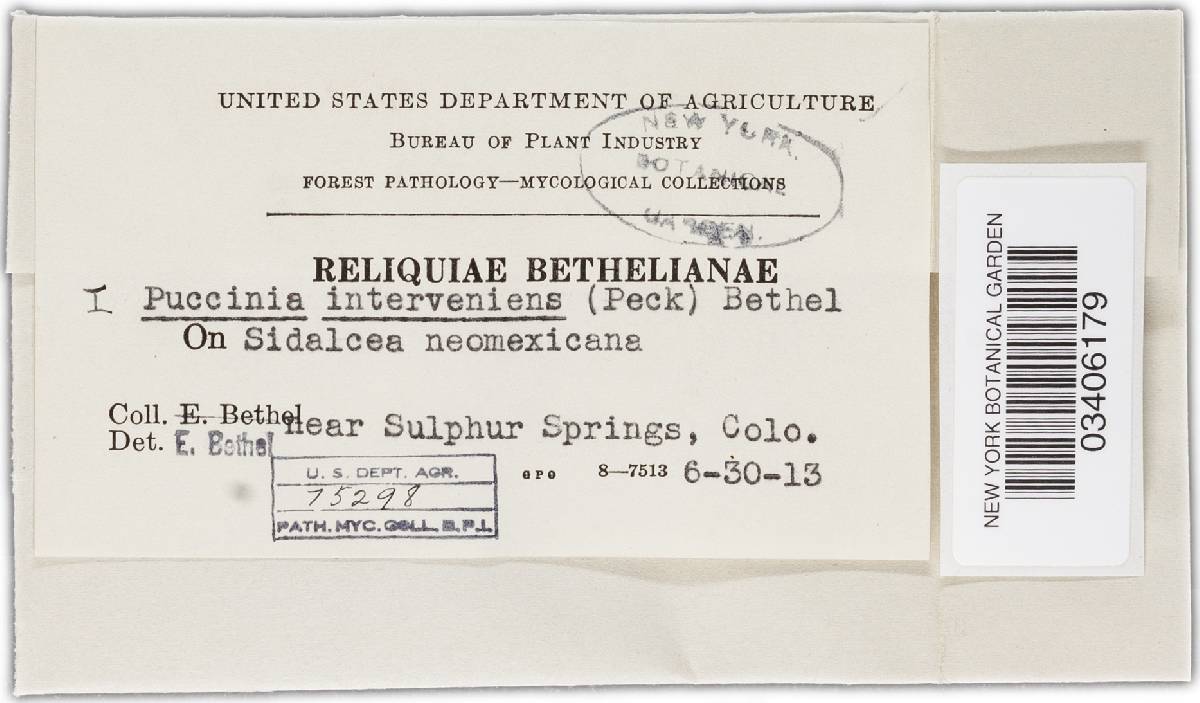 UNITED STATES DEPARTMENT OF AGRICULTURE
BUREAU OF PLANT INDUSTRY
FOREST PATHOLOGY—MYCOLOGICAL COLLECTIONS
NEW YORK
BOTANICAL
GARDEN.
RELIQUIAE BETHELIANAE
I Puccinia interveniens (Peck) Bethel
On Sidalcea neomexicana
Coll. E. Bethel near Sulphur Springs, Colo.
Det. E. Bethel
GPO 8—7513 6-30-13
U. S. DEPT. AGR.
75298
PATH. MYC. COLL. B. P. I.
NEW YORK BOTANICAL GARDEN
03406179